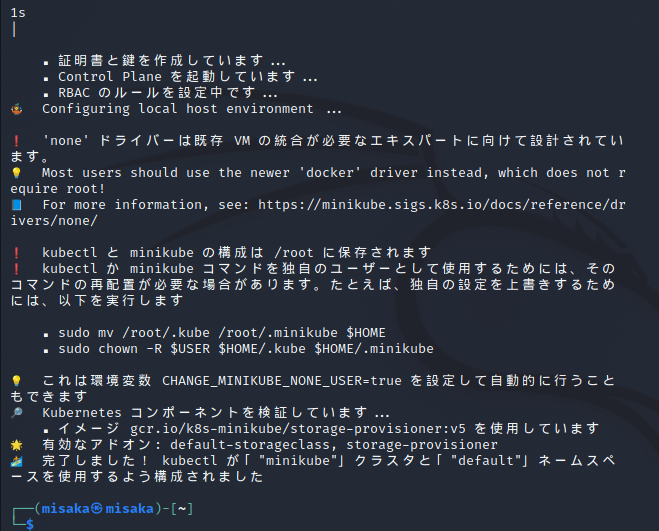 1s
|
▪ 証明書と鍵を作成しています...
▪ Control Plane を起動しています...
▪ RBAC のルールを設定中です...
🤹 Configuring local host environment ...
❗ 'none' ドライバーは既存 VM の統合が必要なエキスパートに向けて設計されてい
ます。
💡 Most users should use the newer 'docker' driver instead, which does not r
equire root!
📘 For more information, see: https://minikube.sigs.k8s.io/docs/reference/dr
ivers/none/
❗ kubectl と minikube の構成は /root に保存されます
❗ kubectl か minikube コマンドを独自のユーザーとして使用するためには、その
コマンドの再配置が必要な場合があります。たとえば、独自の設定を上書きするため
には、以下を実行します
▪ sudo mv /root/.kube /root/.minikube $HOME
▪ sudo chown -R $USER $HOME/.kube $HOME/.minikube
💡 これは環境変数 CHANGE_MINIKUBE_NONE_USER=true を設定して自動的に行うこと
もできます
🔎 Kubernetes コンポーネントを検証しています...
▪ イメージ gcr.io/k8s-minikube/storage-provisioner:v5 を使用しています
🌟 有効なアドオン: default-storageclass, storage-provisioner
🏄 完了しました! kubectl が「"minikube"」クラスタと「"default"」ネームスペ
ースを使用するよう構成されました
┌──(misaka㉿misaka)-[~]
└─$